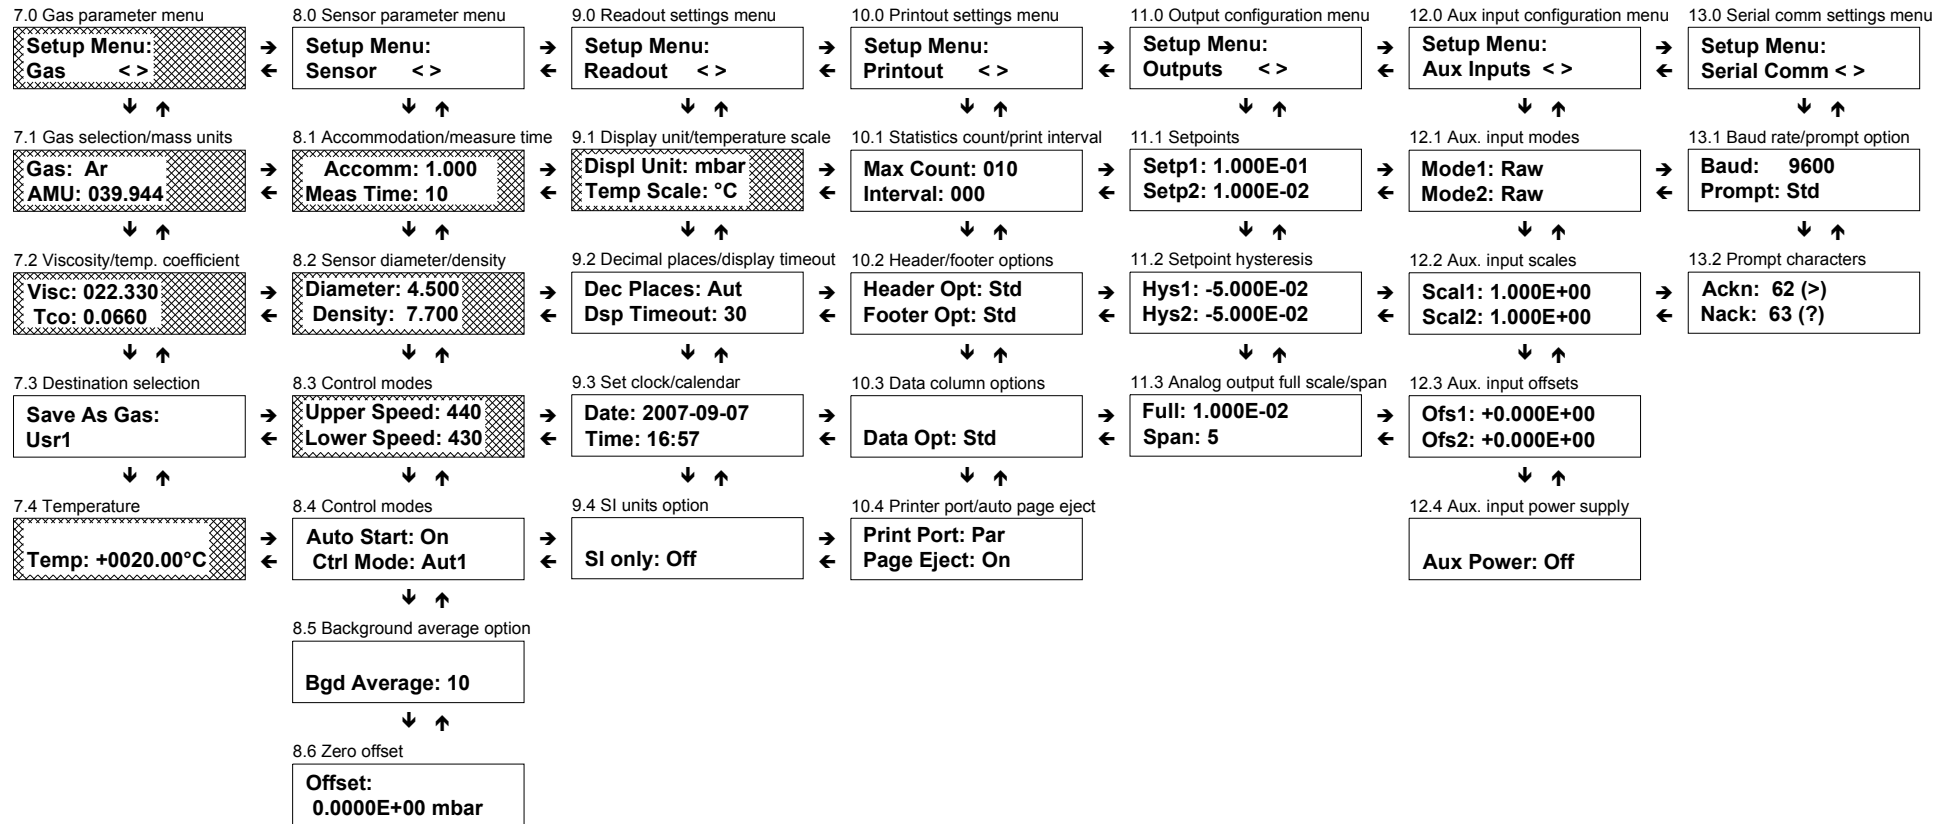 7.0 Gas parameter menu
Setup Menu:
Gas < >
8.0 Sensor parameter menu
Setup Menu:
Sensor < >
9.0 Readout settings menu
Setup Menu:
Readout < >
10.0 Printout settings menu
Setup Menu:
Printout < >
11.0 Output configuration menu
Setup Menu:
Outputs < >
12.0 Aux input configuration menu
Setup Menu:
Aux Inputs < >
13.0 Serial comm settings menu
Setup Menu:
Serial Comm < >
7.1 Gas selection/mass units
Gas: Ar
AMU: 039.944
8.1 Accommodation/measure time
Accomm: 1.000
Meas Time: 10
9.1 Display unit/temperature scale
Displ Unit: mbar
Temp Scale: °C
10.1 Statistics count/print interval
Max Count: 010
Interval: 000
11.1 Setpoints
Setp1: 1.000E-01
Setp2: 1.000E-02
12.1 Aux. input modes
Mode1: Raw
Mode2: Raw
13.1 Baud rate/prompt option
Baud: 9600
Prompt: Std
7.2 Viscosity/temp. coefficient
Visc: 022.330
Tco: 0.0660
8.2 Sensor diameter/density
Diameter: 4.500
Density: 7.700
9.2 Decimal places/display timeout
Dec Places: Aut
Dsp Timeout: 30
10.2 Header/footer options
Header Opt: Std
Footer Opt: Std
11.2 Setpoint hysteresis
Hys1: -5.000E-02
Hys2: -5.000E-02
12.2 Aux. input scales
Scal1: 1.000E+00
Scal2: 1.000E+00
13.2 Prompt characters
Ackn: 62 (>)
Nack: 63 (?)
7.3 Destination selection
Save As Gas:
Usr1
8.3 Control modes
Upper Speed: 440
Lower Speed: 430
9.3 Set clock/calendar
Date: 2007-09-07
Time: 16:57
10.3 Data column options
Data Opt: Std
11.3 Analog output full scale/span
Full: 1.000E-02
Span: 5
12.3 Aux. input offsets
Ofs1: +0.000E+00
Ofs2: +0.000E+00
7.4 Temperature
Temp: +0020.00°C
8.4 Control modes
Auto Start: On
Ctrl Mode: Aut1
9.4 SI units option
SI only: Off
10.4 Printer port/auto page eject
Print Port: Par
Page Eject: On
12.4 Aux. input power supply
Aux Power: Off
8.5 Background average option
Bgd Average: 10
8.6 Zero offset
Offset:
0.0000E+00 mbar